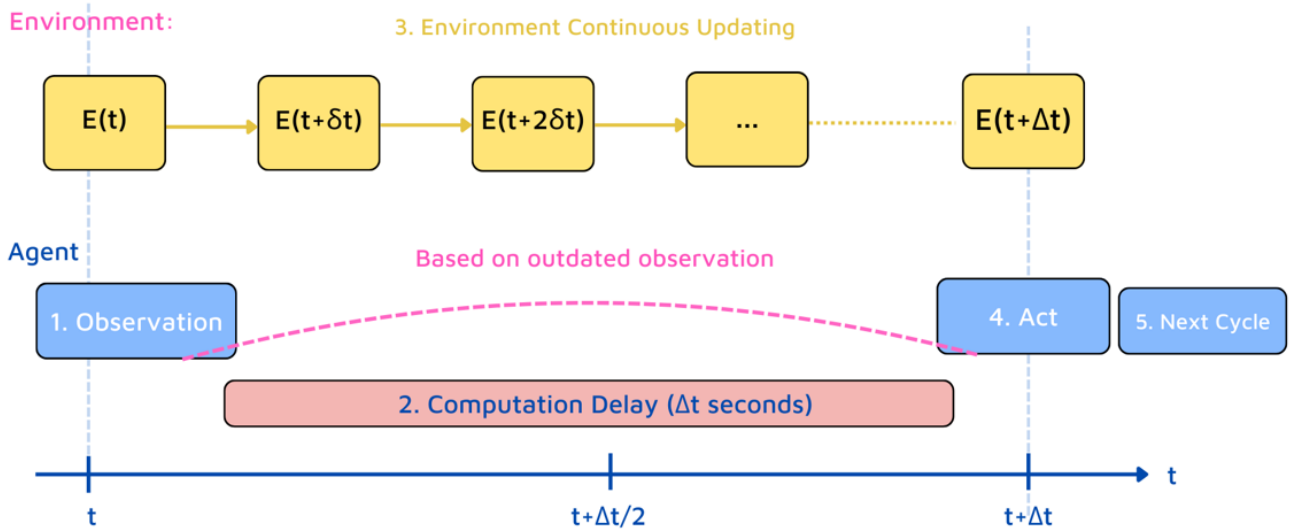 Environment:
3. Environment Continuous Updating
E(t)
E(t+δt)
E(t+2δt)
...
E(t+Δt)
Agent
Based on outdated observation
1. Observation
4. Act
5. Next Cycle
2. Computation Delay (Δt seconds)
t
t
t+Δt/2
t+Δt